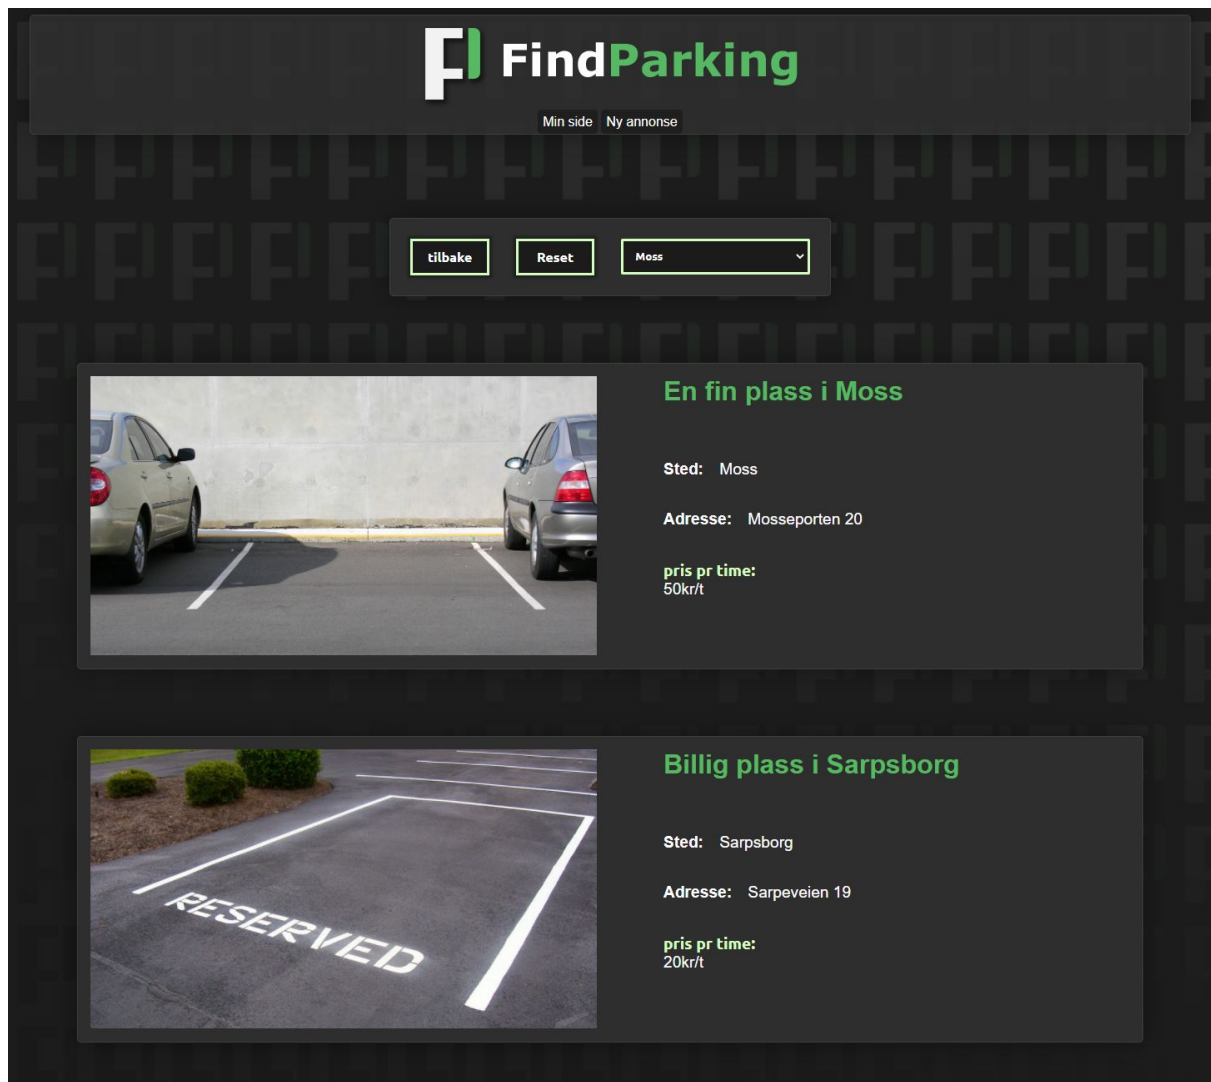 FindParking
Min side Ny annonse
tilbake Reset Moss
En fin plass i Moss
Sted: Moss
Adresse: Mosseporten 20
pris pr time:
50kr/t
Billig plass i Sarpsborg
Sted: Sarpsborg
Adresse: Sarpeveien 19
pris pr time:
20kr/t
RESERVED